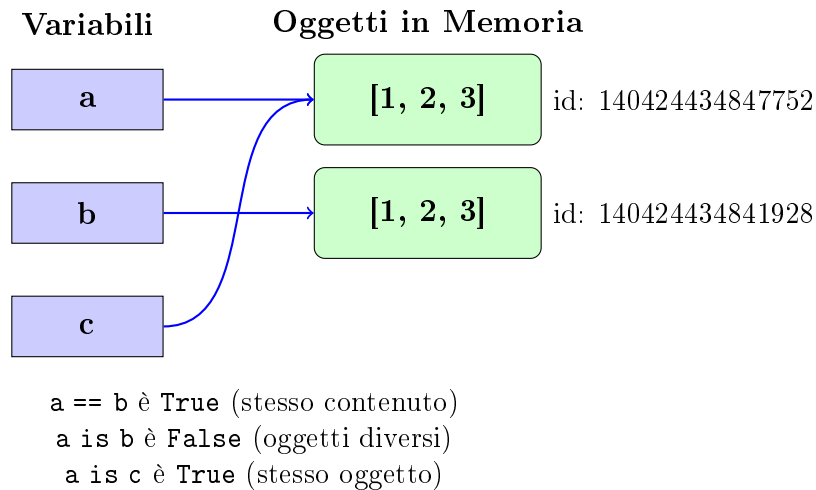 Variabili
Oggetti in Memoria
a
[1, 2, 3]
id: 140424434847752
b
[1, 2, 3]
id: 140424434841928
c
a == b è True (stesso contenuto)
a is b è False (oggetti diversi)
a is c è True (stesso oggetto)